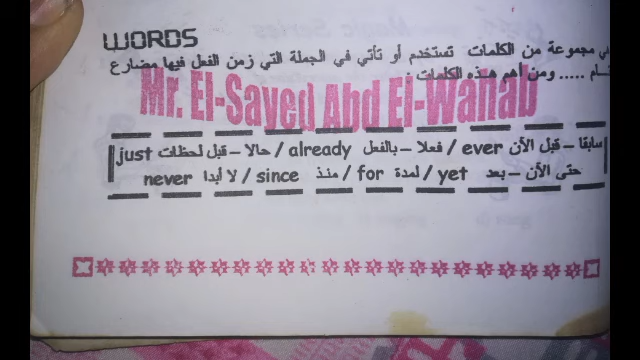 WORDS
في مجموعة من الكلمات تستخدم أو تأتي في الجملة التي زمن الفعل فيها مضارع
تـام ..... ومن أهم هذه الكلمات :
Mr. El-Sayed Abd El-Wahab
سابقا – قبل الآن ever / فعلا – بالفعل already / حالا – قبل لحظات just
حتى الآن – بعد yet / لمدة for / منذ since / لا أبدا never